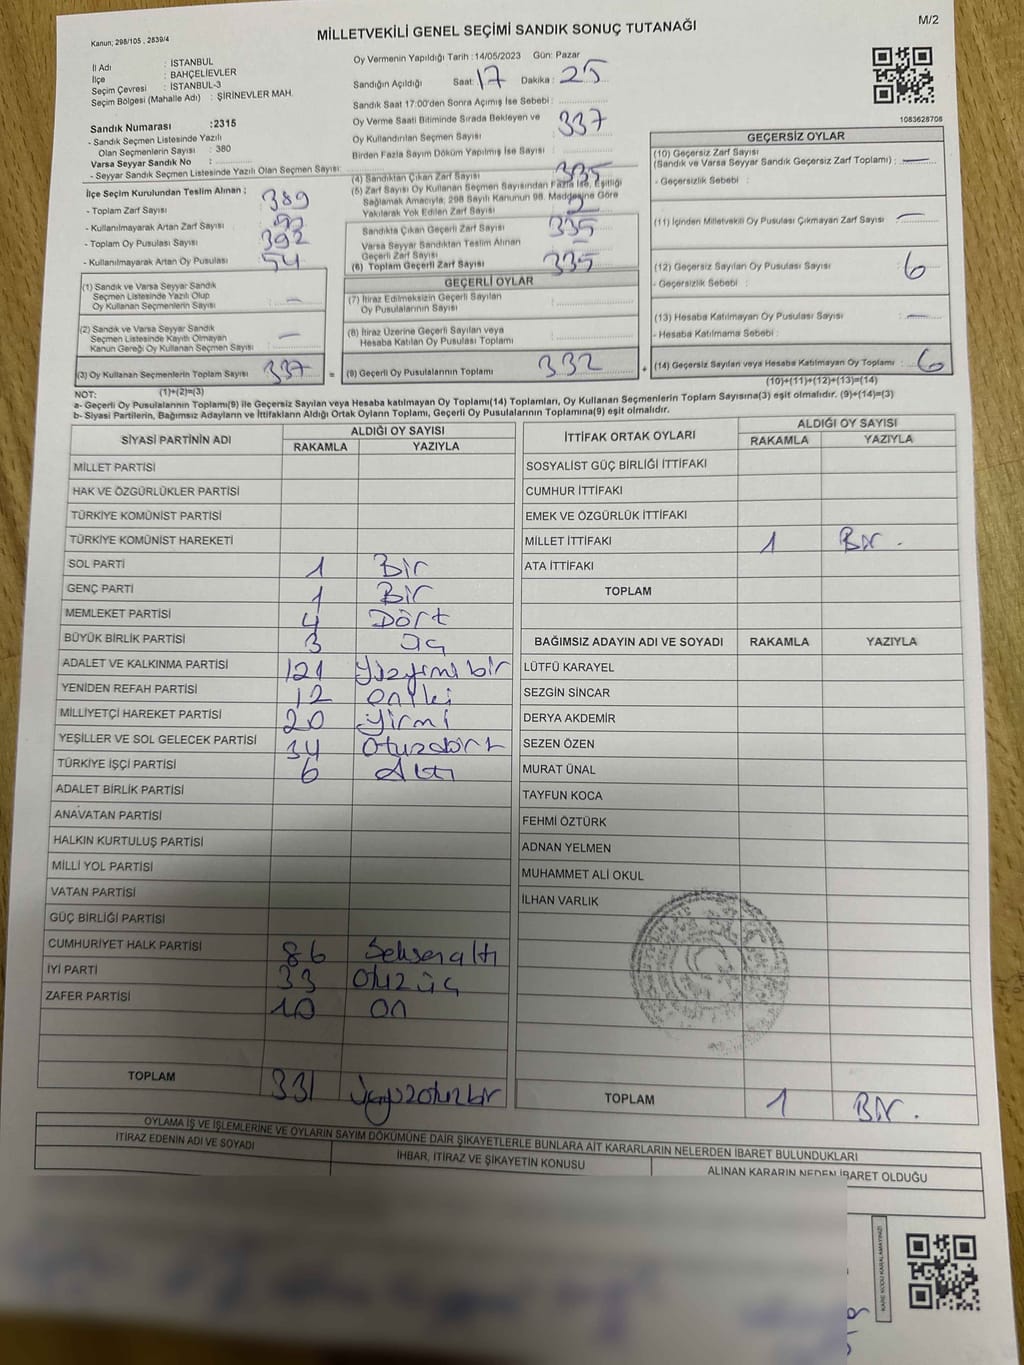 Kanun; 298/105 , 2839/4
MİLLETVEKİLİ GENEL SEÇİMİ SANDIK SONUÇ TUTANAĞI
M/2
İl Adı : İSTANBUL
İlçe : BAHÇELİEVLER
Seçim Çevresi : İSTANBUL-3
Seçim Bölgesi (Mahalle Adı) : ŞİRİNEVLER MAH.
Sandık Numarası :2315
- Sandık Seçmen Listesinde Yazılı
Olan Seçmenlerin Sayısı : 380
Varsa Seyyar Sandık No :
- Seyyar Sandık Seçmen Listesinde Yazılı Olan Seçmen Sayısı:
İlçe Seçim Kurulundan Teslim Alınan ;
- Toplam Zarf Sayısı : 389
- Kullanılmayarak Artan Zarf Sayısı :
- Toplam Oy Pusulası Sayısı : 392
- Kullanılmayarak Artan Oy Pusulası : 54
(1) Sandık ve Varsa Seyyar Sandık
Seçmen Listesinde Yazılı Olup
Oy Kullanan Seçmenlerin Sayısı : -
(2) Sandık ve Varsa Seyyar Sandık
Seçmen Listesinde Kayıtlı Olmayan
Kanun Gereği Oy Kullanan Seçmen Sayısı : -
(3) Oy Kullanan Seçmenlerin Toplam Sayısı : 337
Oy Vermenin Yapıldığı Tarih :14/05/2023 Gün: Pazar
Sandığın Açıldığı Saat: 17 Dakika : 25
Sandık Saat 17:00'den Sonra Açımış İse Sebebi :
Oy Verme Saati Bitiminde Sırada Bekleyen ve
Oy Kullandırılan Seçmen Sayısı : 337
Birden Fazla Sayım Döküm Yapılmış İse Sayısı :
(4) Sandıktan Çıkan Zarf Sayısı : 335
(5) Zarf Sayısı Oy Kullanan Seçmen Sayısından Fazla İse, Eşitliği
Sağlamak Amacıyla; 298 Sayılı Kanunun 98. Maddesine Göre
Yakılarak Yok Edilen Zarf Sayısı : 2
Sandıkta Çıkan Geçerli Zarf Sayısı : 335
Varsa Seyyar Sandıktan Teslim Alınan
Geçerli Zarf Sayısı : -
(6) Toplam Geçerli Zarf Sayısı : 335
GEÇERLİ OYLAR
(7) İtiraz Edilmeksizin Geçerli Sayılan
Oy Pusulalarının Sayısı :
(8) İtiraz Üzerine Geçerli Sayılan veya
Hesaba Katılan Oy Pusulası Toplamı :
= (9) Geçerli Oy Pusulalarının Toplamı : 332
1083628708
GEÇERSİZ OYLAR
(10) Geçersiz Zarf Sayısı
(Sandık ve Varsa Seyyar Sandık Geçersiz Zarf Toplamı) : -
- Geçersizlik Sebebi :
(11) İçinden Milletvekili Oy Pusulası Çıkmayan Zarf Sayısı : -
(12) Geçersiz Sayılan Oy Pusulası Sayısı : 6
- Geçersizlik Sebebi :
(13) Hesaba Katılmayan Oy Pusulası Sayısı : -
- Hesaba Katılmama Sebebi :
+ (14) Geçersiz Sayılan veya Hesaba Katılmayan Oy Toplamı : 6
NOT: (1)+(2)=(3) (10)+(11)+(12)+(13)=(14)
a- Geçerli Oy Pusulalarının Toplamı(9) ile Geçersiz Sayılan veya Hesaba katılmayan Oy Toplamı(14) Toplamları, Oy Kullanan Seçmenlerin Toplam Sayısına(3) eşit olmalıdır. (9)+(14)=(3)
b- Siyasi Partilerin, Bağımsız Adayların ve İttifakların Aldığı Ortak Oyların Toplamı, Geçerli Oy Pusulalarının Toplamına(9) eşit olmalıdır.
SİYASİ PARTİNİN ADI ALDIĞI OY SAYISI
RAKAMLA YAZIYLA
MİLLET PARTİSİ
HAK VE ÖZGÜRLÜKLER PARTİSİ
TÜRKİYE KOMÜNİST PARTİSİ
TÜRKİYE KOMÜNİST HAREKETİ
SOL PARTİ 1 Bir
GENÇ PARTİ 1 Bir
MEMLEKET PARTİSİ 4 Dört
BÜYÜK BİRLİK PARTİSİ 3 üç
ADALET VE KALKINMA PARTİSİ 121 Yüzyirmi bir
YENİDEN REFAH PARTİSİ 12 oniki
MİLLİYETÇİ HAREKET PARTİSİ 20 yirmi
YEŞİLLER VE SOL GELECEK PARTİSİ 34 otuzdört
TÜRKİYE İŞÇİ PARTİSİ 6 Altı
ADALET BİRLİK PARTİSİ
ANAVATAN PARTİSİ
HALKIN KURTULUŞ PARTİSİ
MİLLİ YOL PARTİSİ
VATAN PARTİSİ
GÜÇ BİRLİĞİ PARTİSİ
CUMHURİYET HALK PARTİSİ 86 Seksenaltı
İYİ PARTİ 33 Otuzüç
ZAFER PARTİSİ 10 on
TOPLAM 331 üçyüzotuzbir
İTTİFAK ORTAK OYLARI ALDIĞI OY SAYISI
RAKAMLA YAZIYLA
SOSYALİST GÜÇ BİRLİĞİ İTTİFAKI
CUMHUR İTTİFAKI
EMEK VE ÖZGÜRLÜK İTTİFAKI
MİLLET İTTİFAKI 1 Bir.
ATA İTTİFAKI
TOPLAM
BAĞIMSIZ ADAYIN ADI VE SOYADI RAKAMLA YAZIYLA
LÜTFÜ KARAYEL
SEZGİN SİNCAR
DERYA AKDEMİR
SEZEN ÖZEN
MURAT ÜNAL
TAYFUN KOCA
FEHMİ ÖZTÜRK
ADNAN YELMEN
MUHAMMET ALİ OKUL
İLHAN VARLIK
TOPLAM 1 Bir.
OYLAMA İŞ VE İŞLEMLERİNE VE OYLARIN SAYIM DÖKÜMÜNE DAİR ŞİKAYETLERLE BUNLARA AİT KARARLARIN NELERDEN İBARET BULUNDUKLARI
İTİRAZ EDENİN ADI VE SOYADI İHBAR, İTİRAZ VE ŞİKAYETİN KONUSU ALINAN KARARIN NEDEN İBARET OLDUĞU
KARE KODU KARALAMAYINIZ!